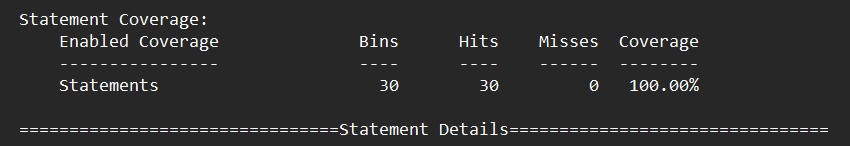 Statement Coverage:
    Enabled Coverage              Bins      Hits    Misses  Coverage
    ----------------              ----      ----    ------  --------
    Statements                      30        30         0   100.00%

================================Statement Details================================